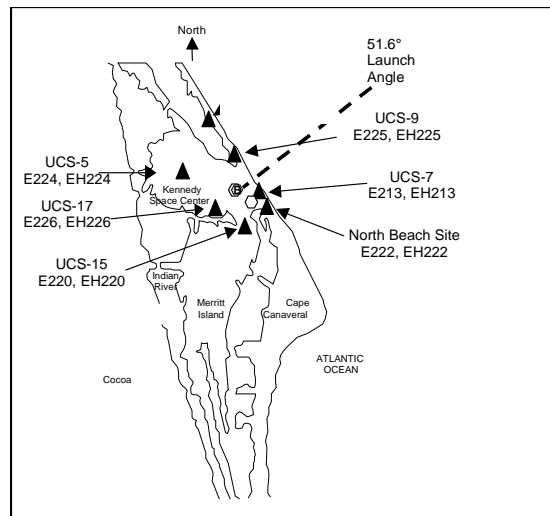 North
51.6°
Launch
Angle
UCS-9
E225, EH225
UCS-5
E224, EH224
UCS-7
E213, EH213
B
Kennedy
Space Center
UCS-17
E226, EH226
North Beach Site
E222, EH222
UCS-15
E220, EH220
Indian
River
Merritt
Island
Cape
Canaveral
ATLANTIC
OCEAN
Cocoa